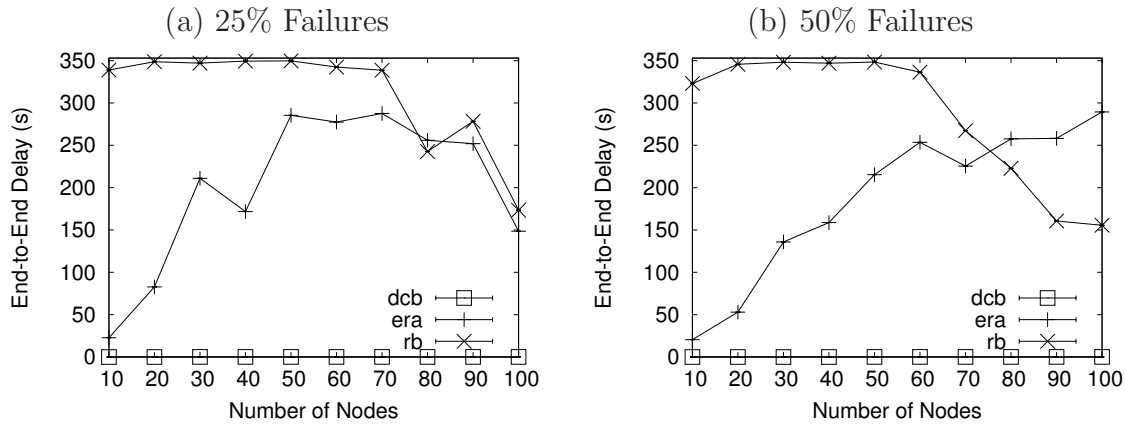 (a) 25% Failures
350
300
250
200
150
100
50
0
End-to-End Delay (s)
dcb
era
rb
10 20 30 40 50 60 70 80 90 100
Number of Nodes
(b) 50% Failures
350
300
250
200
150
100
50
0
End-to-End Delay (s)
dcb
era
rb
10 20 30 40 50 60 70 80 90 100
Number of Nodes